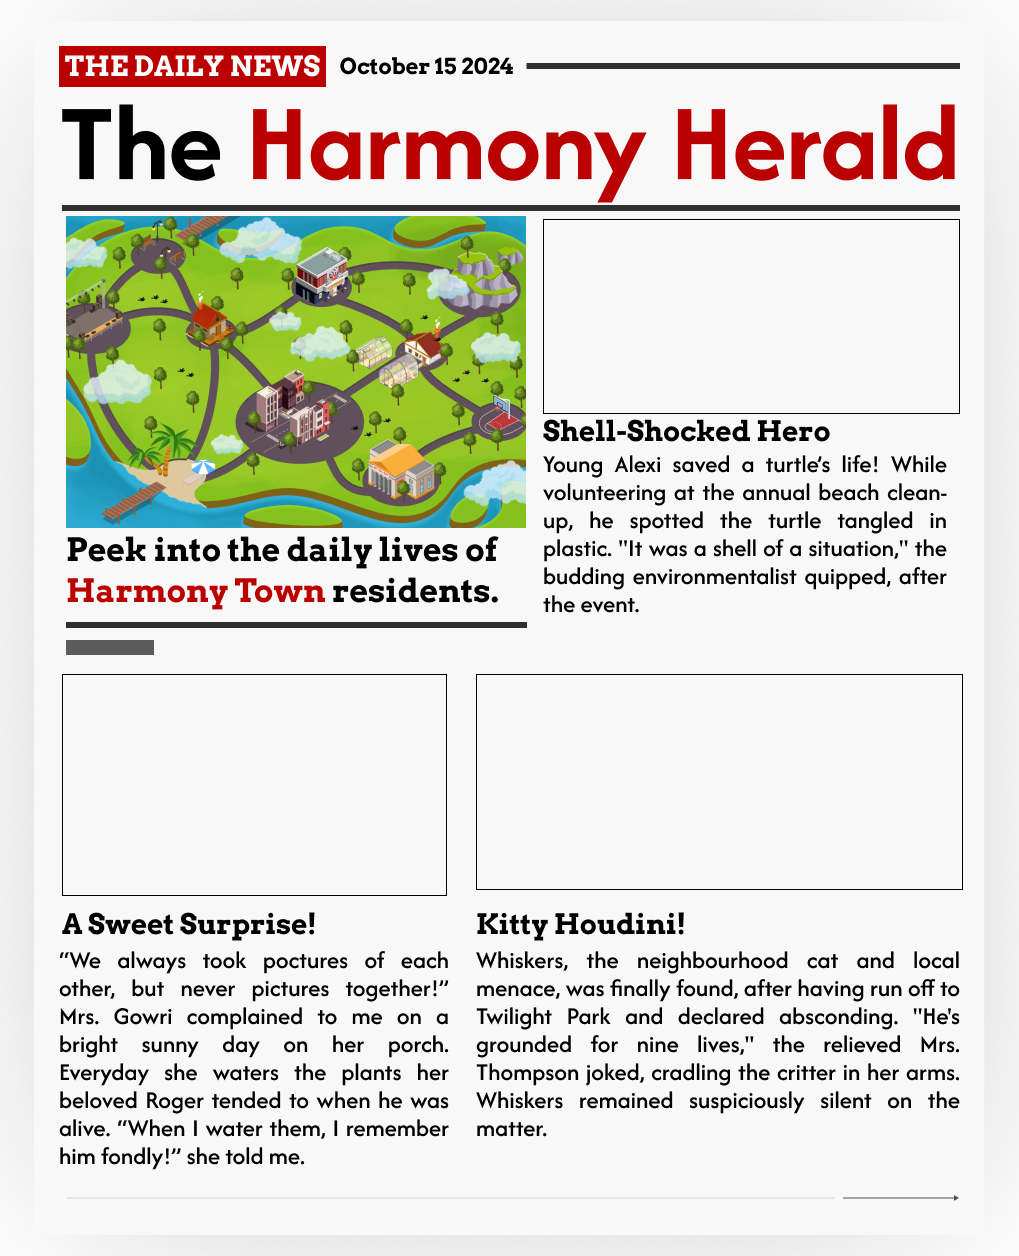 THE DAILY NEWS October 15 2024
The Harmony Herald
Peek into the daily lives of
Harmony Town residents.
Shell-Shocked Hero
Young Alexi saved a turtle’s life! While
volunteering at the annual beach clean-
up, he spotted the turtle tangled in
plastic. "It was a shell of a situation," the
budding environmentalist quipped, after
the event.
A Sweet Surprise!
“We always took poctures of each
other, but never pictures together!”
Mrs. Gowri complained to me on a
bright sunny day on her porch.
Everyday she waters the plants her
beloved Roger tended to when he was
alive. “When I water them, I remember
him fondly!” she told me.
Kitty Houdini!
Whiskers, the neighbourhood cat and local
menace, was finally found, after having run off to
Twilight Park and declared absconding. "He's
grounded for nine lives," the relieved Mrs.
Thompson joked, cradling the critter in her arms.
Whiskers remained suspiciously silent on the
matter.